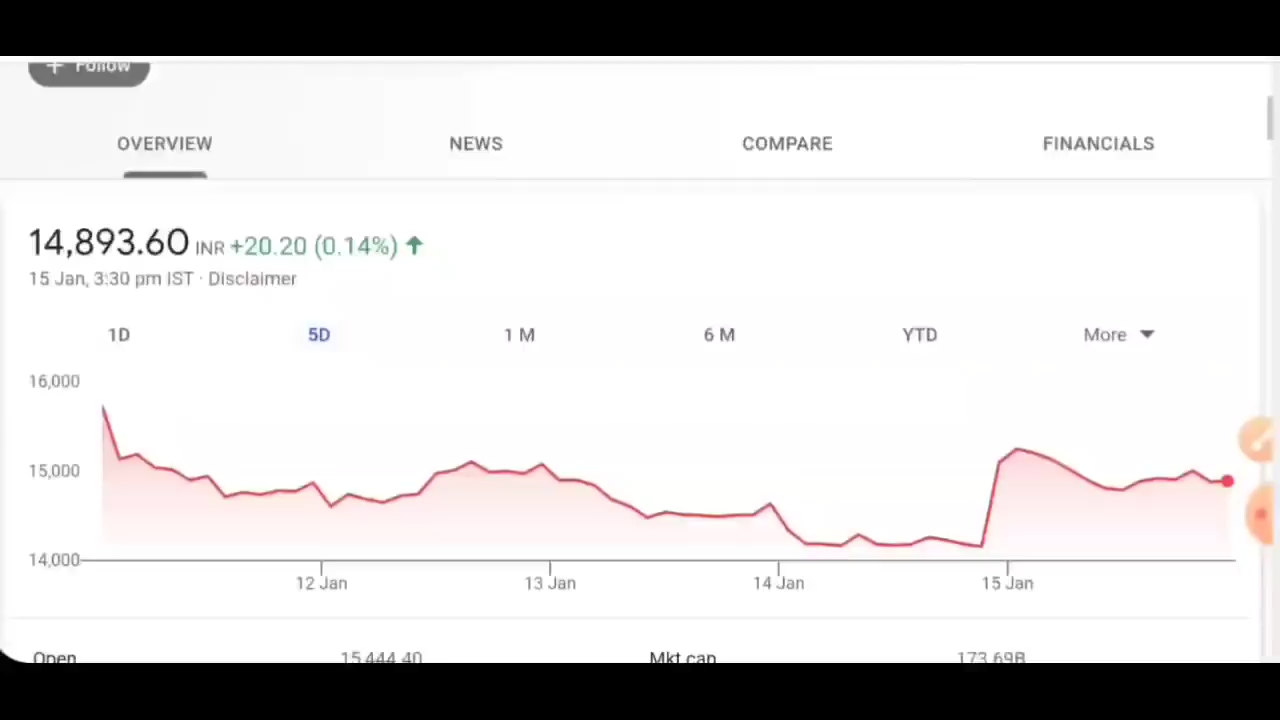 + Follow
OVERVIEW NEWS COMPARE FINANCIALS
14,893.60 INR +20.20 (0.14%) ↑
15 Jan, 3:30 pm IST · Disclaimer
1D 5D 1 M 6 M YTD More
16,000
15,000
14,000
12 Jan 13 Jan 14 Jan 15 Jan
Open 15,444.40 Mkt cap 173.69B